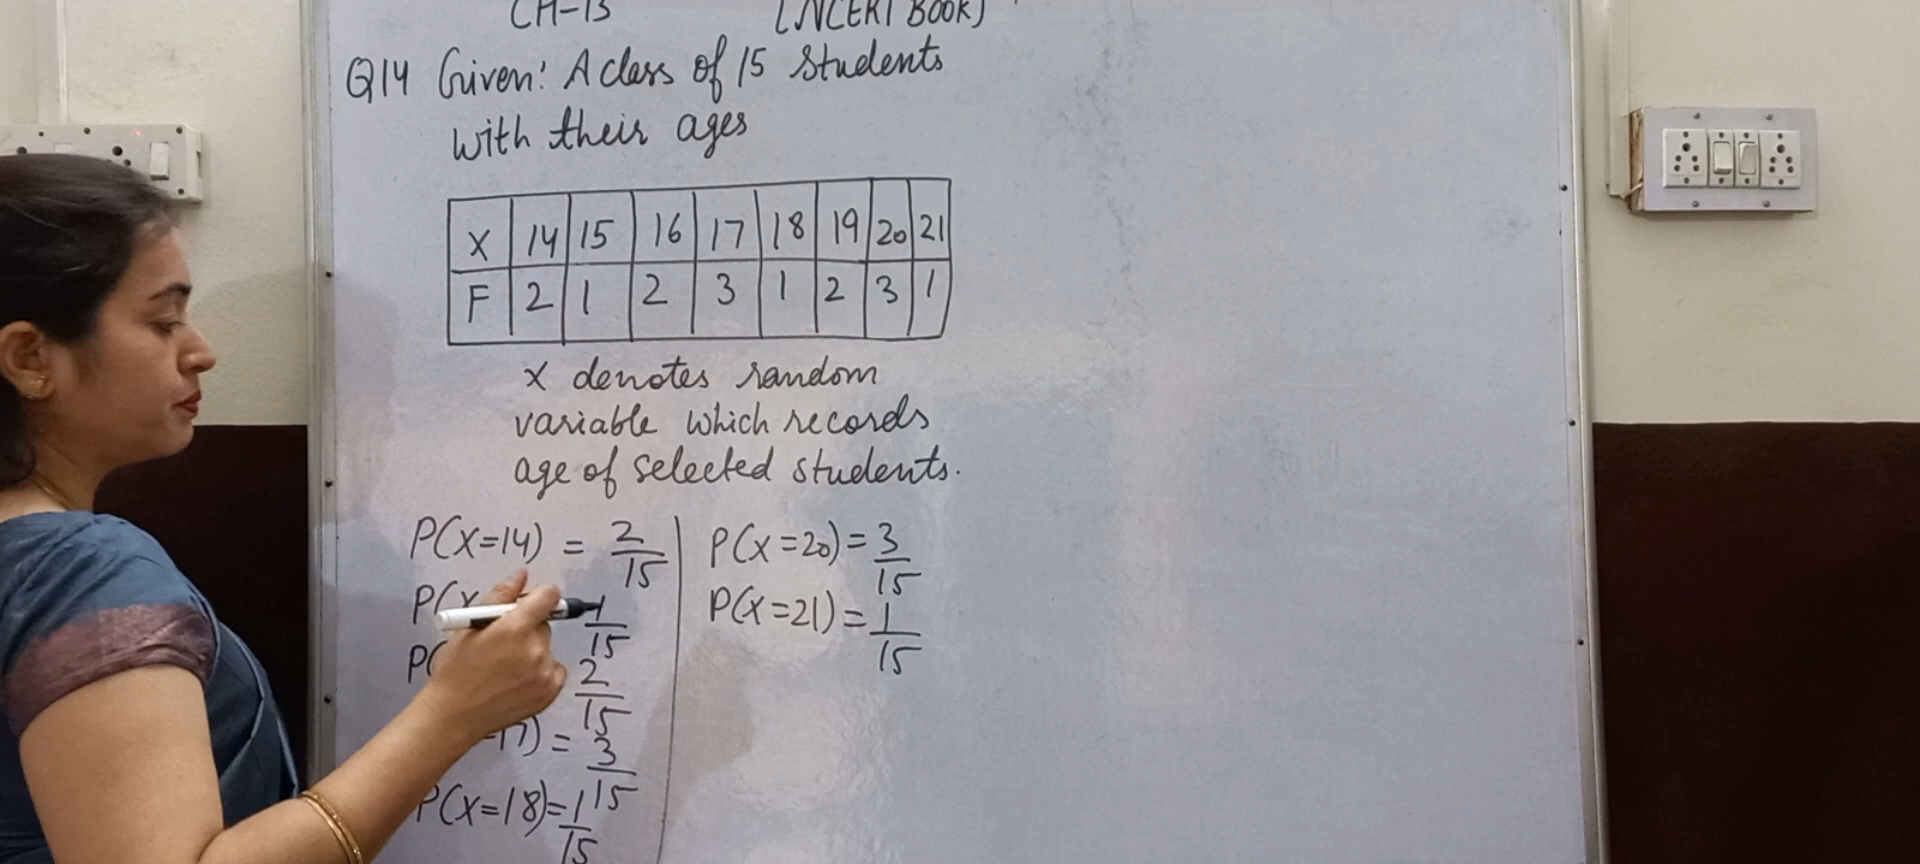 CH-13 [NCERT BOOK]
Q14 Given: A class of 15 Students
with their ages
X 14 15 16 17 18 19 20 21
F 2 1 2 3 1 2 3 1
X denotes random
variable which records
age of selected students.
P(X=14) = 2/15
P(X 1/15
P( 2/15
=17) = 3/15
P(X=18) = 1/15
P(X=20) = 3/15
P(X=21) = 1/15